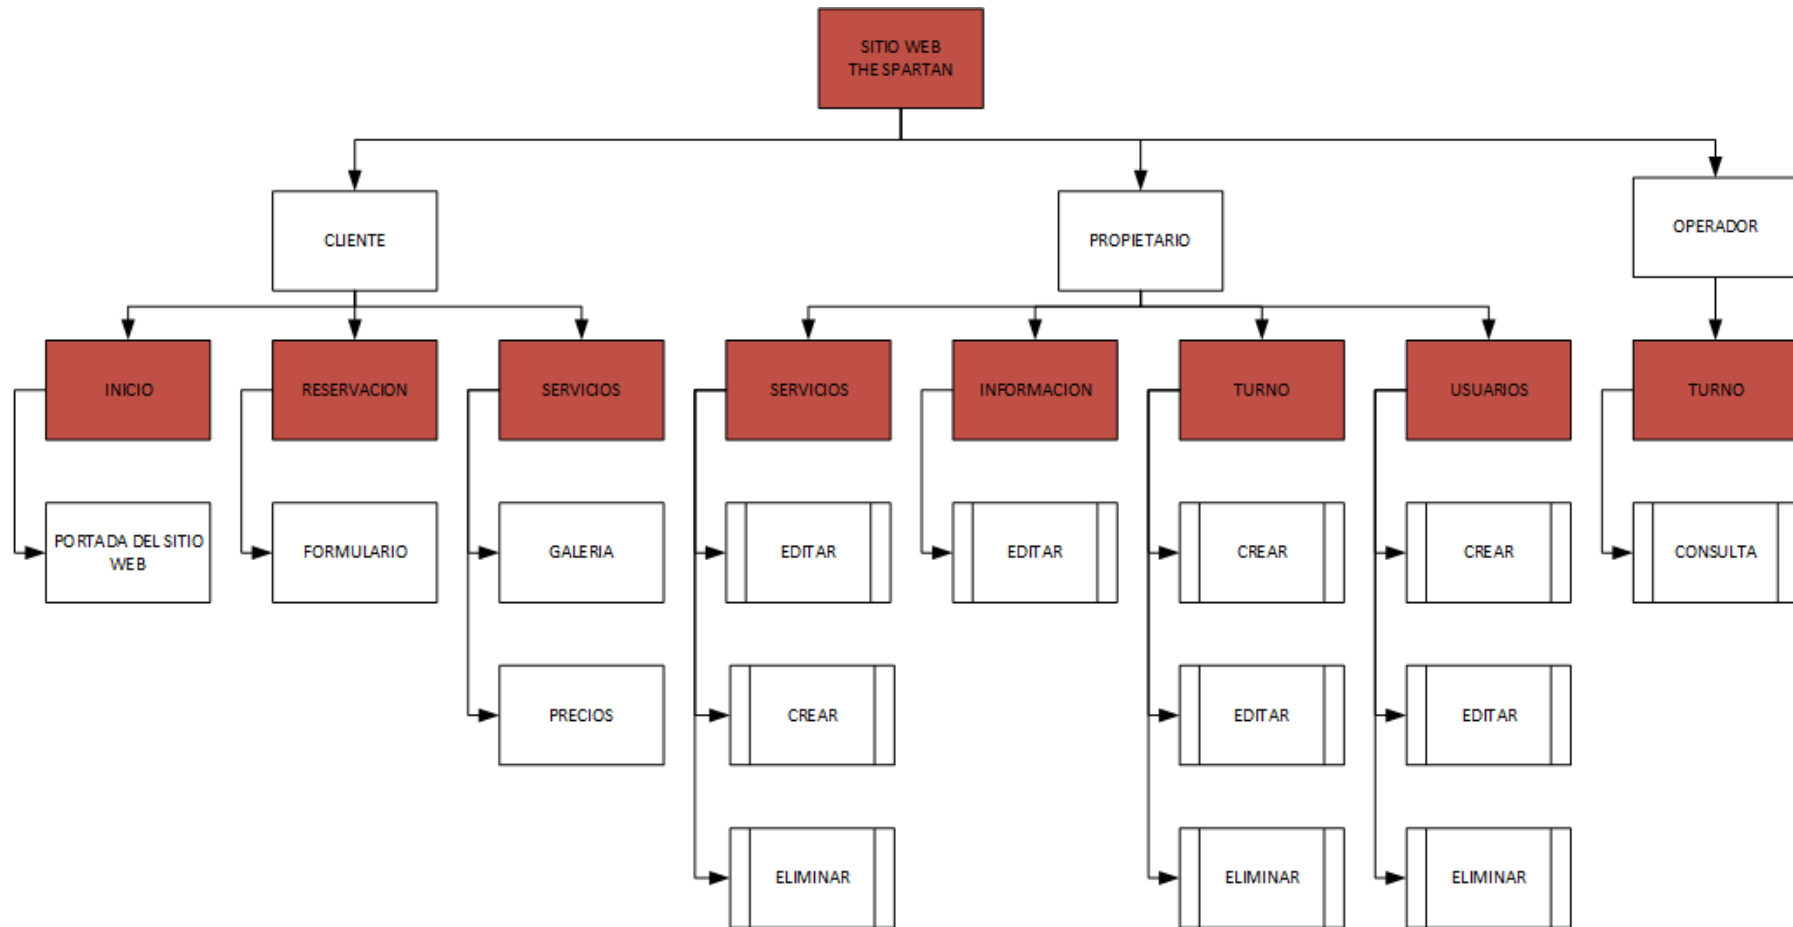 SITIO WEB
THE SPARTAN
CLIENTE
PROPIETARIO
OPERADOR
INICIO
RESERVACION
SERVICIOS
SERVICIOS
INFORMACION
TURNO
USUARIOS
TURNO
PORTADA DEL SITIO
WEB
FORMULARIO
GALERIA
EDITAR
EDITAR
CREAR
CREAR
CONSULTA
PRECIOS
CREAR
EDITAR
EDITAR
ELIMINAR
ELIMINAR
ELIMINAR